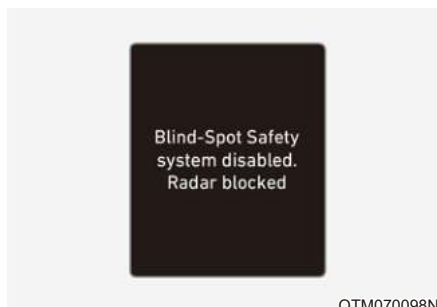 Blind-Spot Safety
system disabled.
Radar blocked
OTM070098N